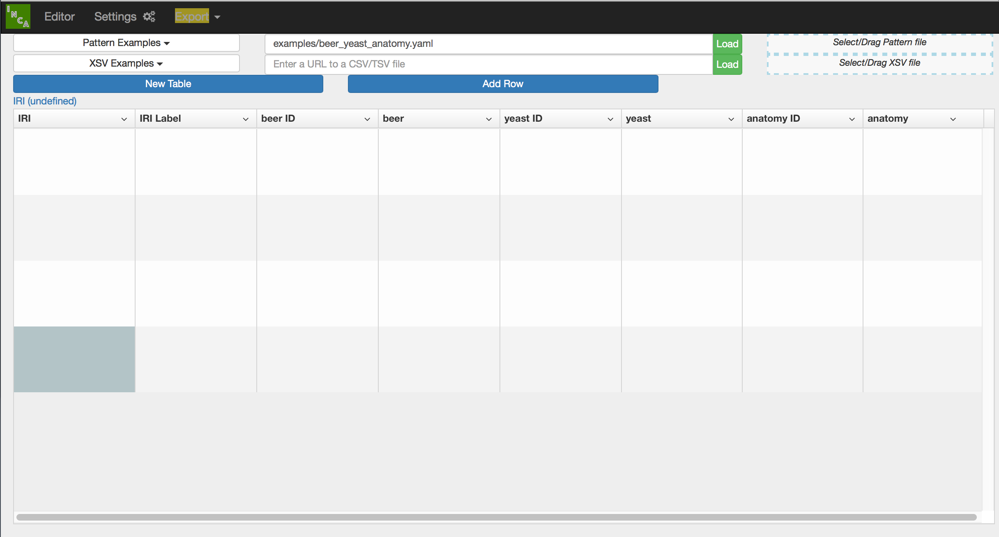 INCA Editor Settings Export
Pattern Examples examples/beer_yeast_anatomy.yaml Load Select/Drag Pattern file
XSV Examples Enter a URL to a CSV/TSV file Load Select/Drag XSV file
New Table Add Row
IRI (undefined)
IRI IRI Label beer ID beer yeast ID yeast anatomy ID anatomy